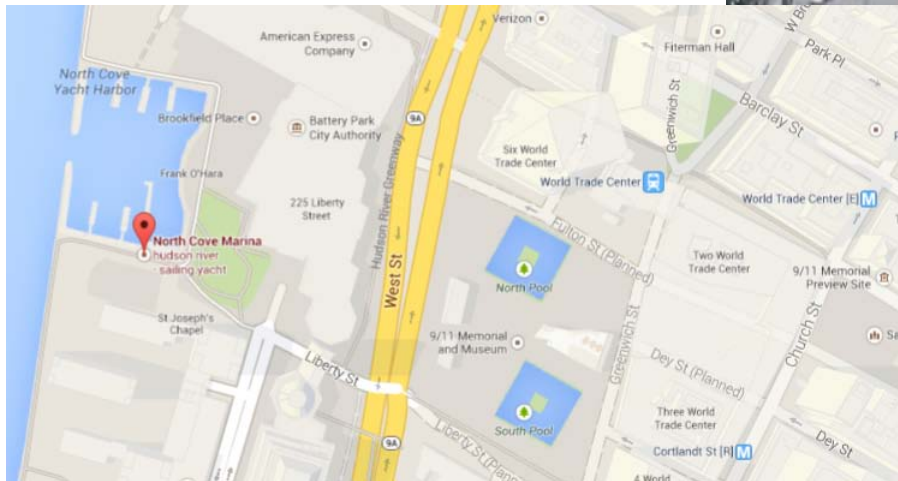 Verizon
American Express
Company
Fiterman Hall
Park Pl
North Cove
Yacht Harbor
Brookfield Place
Battery Park
City Authority
9A
Greenwich St
Barclay St
Hudson River Greenway
Frank O'Hara
Six World
Trade Center
World Trade Center
World Trade Center [E] M
225 Liberty
Street
North Cove Marina
hudson river
sailing yacht
West St
Fulton St (Planned)
North Pool
Two World
Trade Center
9/11 Memorial
Preview Site
St Joseph's
Chapel
9/11 Memorial
and Museum
Greenwich St
Church St
Liberty St
Dey St (Planned)
South Pool
Three World
Trade Center
9A
Liberty St
Cortlandt St [R] M
Dey St